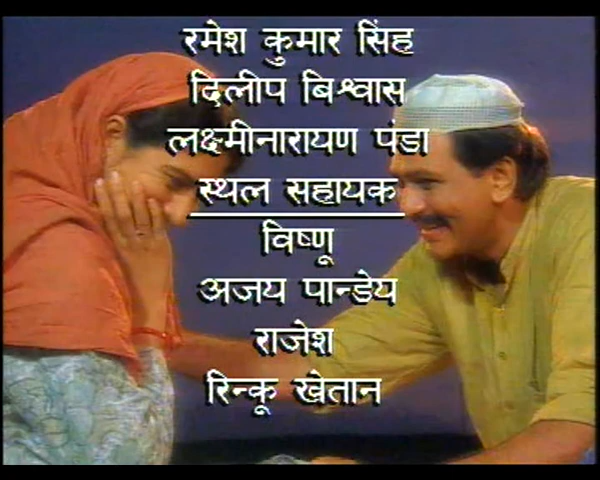 रमेश कुमार सिंह
दिलीप बिश्वास
लक्ष्मीनारायण पंडा
स्थल सहायक
विष्णू
अजय पान्डेय
राजेश
रिन्कू खेतान